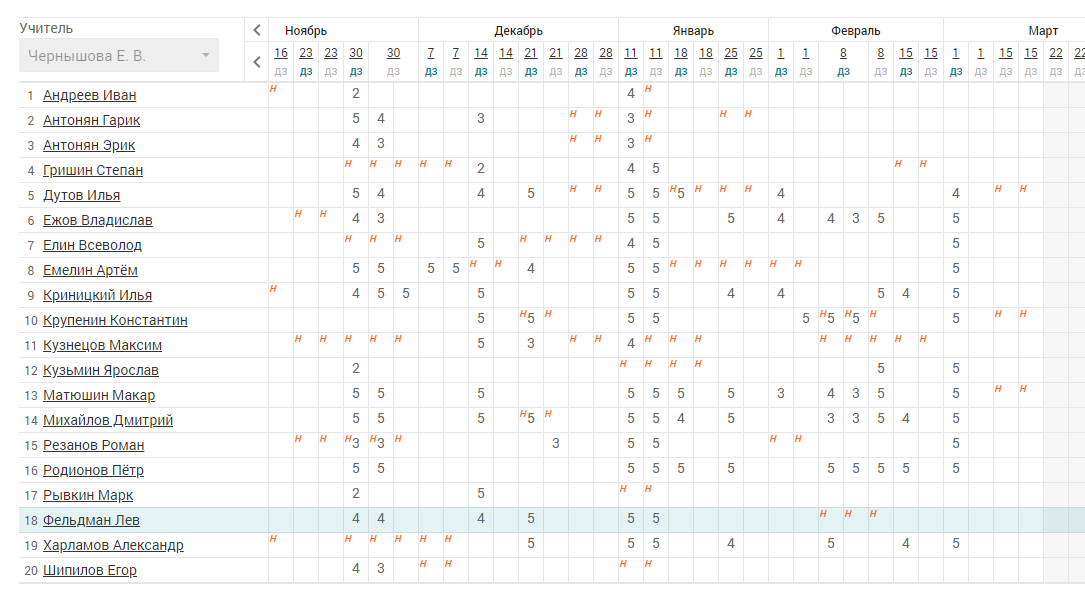 Учитель
Чернышова Е. В.
Ноябрь Декабрь Январь Февраль Март
16 23 23 30 30 7 7 14 14 21 21 28 28 11 11 18 18 25 25 1 1 8 8 15 15 1 1 15 15 22 22
ДЗ ДЗ ДЗ ДЗ ДЗ ДЗ ДЗ ДЗ ДЗ ДЗ ДЗ ДЗ ДЗ ДЗ ДЗ ДЗ ДЗ ДЗ ДЗ ДЗ ДЗ ДЗ ДЗ ДЗ ДЗ ДЗ ДЗ ДЗ ДЗ ДЗ ДЗ
1 Андреев Иван Н 2 4 Н
2 Антонян Гарик 5 4 3 Н Н 3 Н Н Н
3 Антонян Эрик 4 3 Н Н 3 Н
4 Гришин Степан Н Н Н Н Н 2 4 5 Н Н
5 Дутов Илья 5 4 4 5 Н Н 5 5 Н5 Н Н Н 4 4 Н Н
6 Ежов Владислав Н Н 4 3 5 5 5 4 4 3 5 5
7 Елин Всеволод Н Н Н 5 Н Н Н Н 4 5 5
8 Емелин Артём 5 5 5 5 Н Н 4 5 5 Н Н Н Н Н Н 5
9 Криницкий Илья Н 4 5 5 5 5 5 4 4 5 4 5
10 Крупенин Константин 5 Н5 Н 5 5 5 Н5 Н5 Н 5 Н Н
11 Кузнецов Максим Н Н Н Н Н 5 3 Н Н 4 Н Н Н Н Н Н Н Н
12 Кузьмин Ярослав 2 Н Н Н Н 5 5
13 Матюшин Макар 5 5 5 5 5 5 5 3 4 3 5 5 Н Н
14 Михайлов Дмитрий 5 5 5 Н5 Н 5 5 4 5 3 3 5 4 5
15 Резанов Роман Н Н Н3 Н3 Н 3 5 5 Н Н 5
16 Родионов Пётр 5 5 5 5 5 5 5 5 5 5 5
17 Рывкин Марк 2 5 Н Н
18 Фельдман Лев 4 4 4 5 5 5 Н Н Н
19 Харламов Александр Н Н Н Н Н Н 5 5 5 4 5 4 5
20 Шипилов Егор 4 3 Н Н Н Н